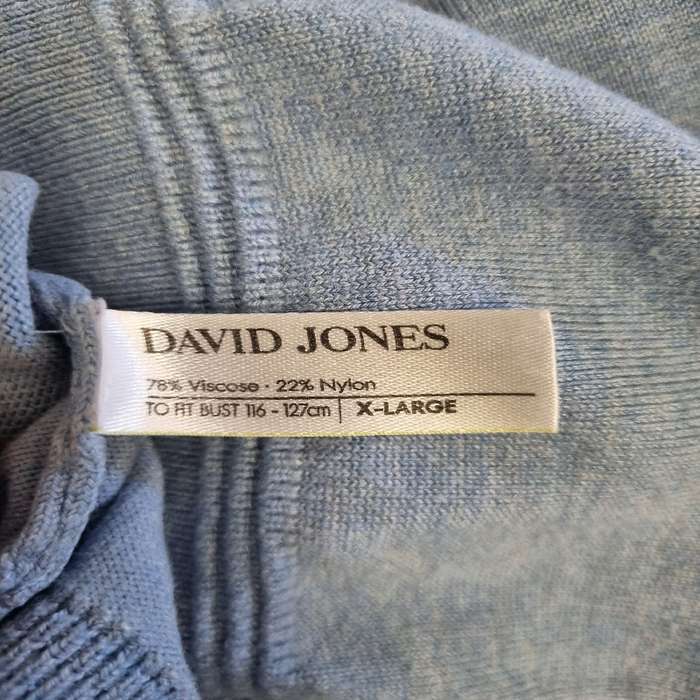 DAVID JONES
78% Viscose · 22% Nylon
TO FIT BUST 116 - 127cm | X-LARGE